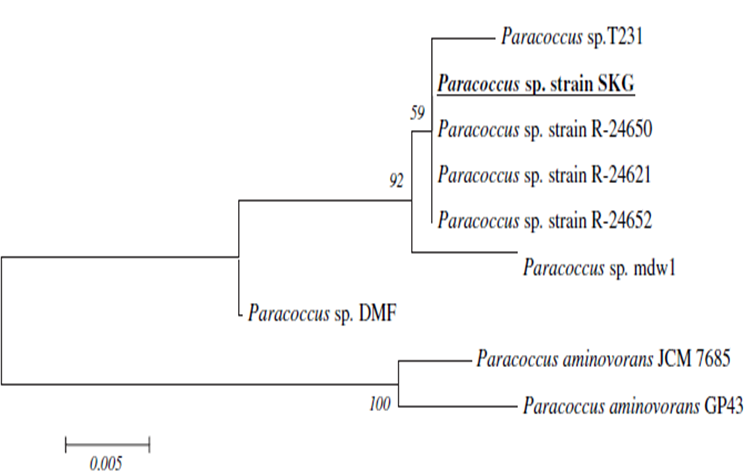 Paracoccus sp.T231
Paracoccus sp. strain SKG
59
Paracoccus sp. strain R-24650
92
Paracoccus sp. strain R-24621
Paracoccus sp. strain R-24652
Paracoccus sp. mdw1
Paracoccus sp. DMF
Paracoccus aminovorans JCM 7685
100
Paracoccus aminovorans GP43
0.005